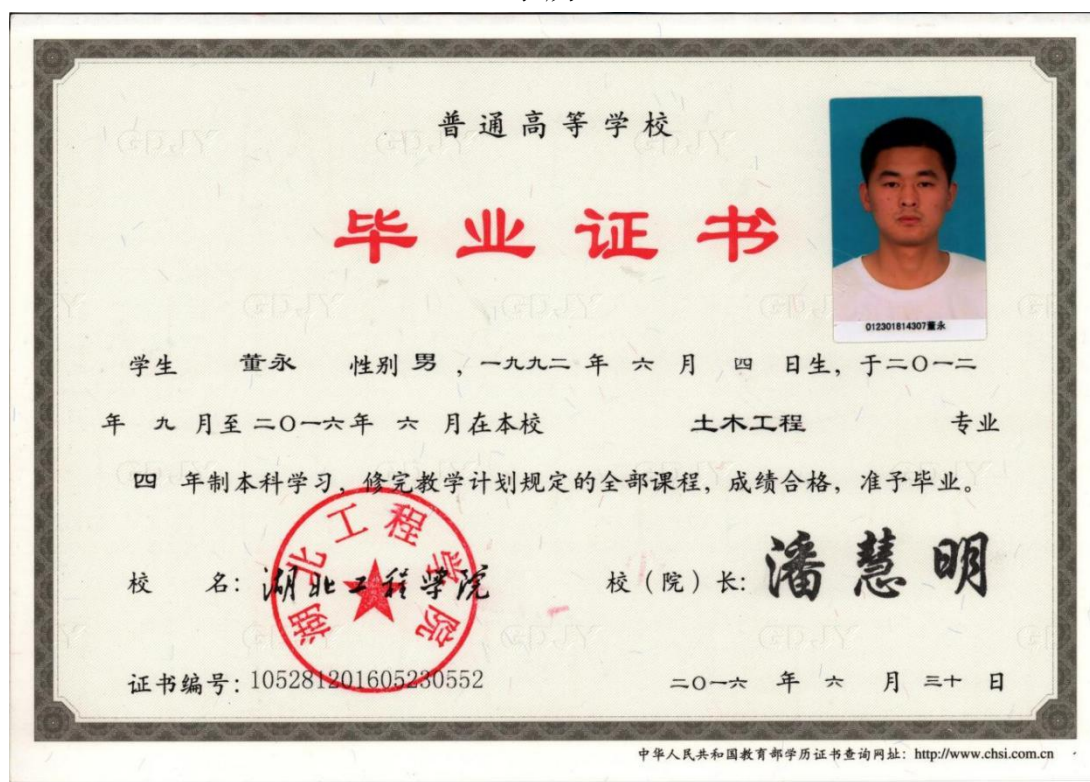 普通高等学校
毕业证书
012301814307董永
学生 董永 性别 男 ，一九九二 年 六 月 四 日生，于二〇一二
年 九 月至 二〇一六年 六 月在本校 土木工程 专业
四 年制本科学习，修完教学计划规定的全部课程，成绩合格，准予毕业。
湖北工程学院
校 名：湖北工程学院 校（院）长：潘慧明
证书编号：105281201605230552 二〇一六 年 六 月 三十 日
中华人民共和国教育部学历证书查询网址：http://www.chsi.com.cn